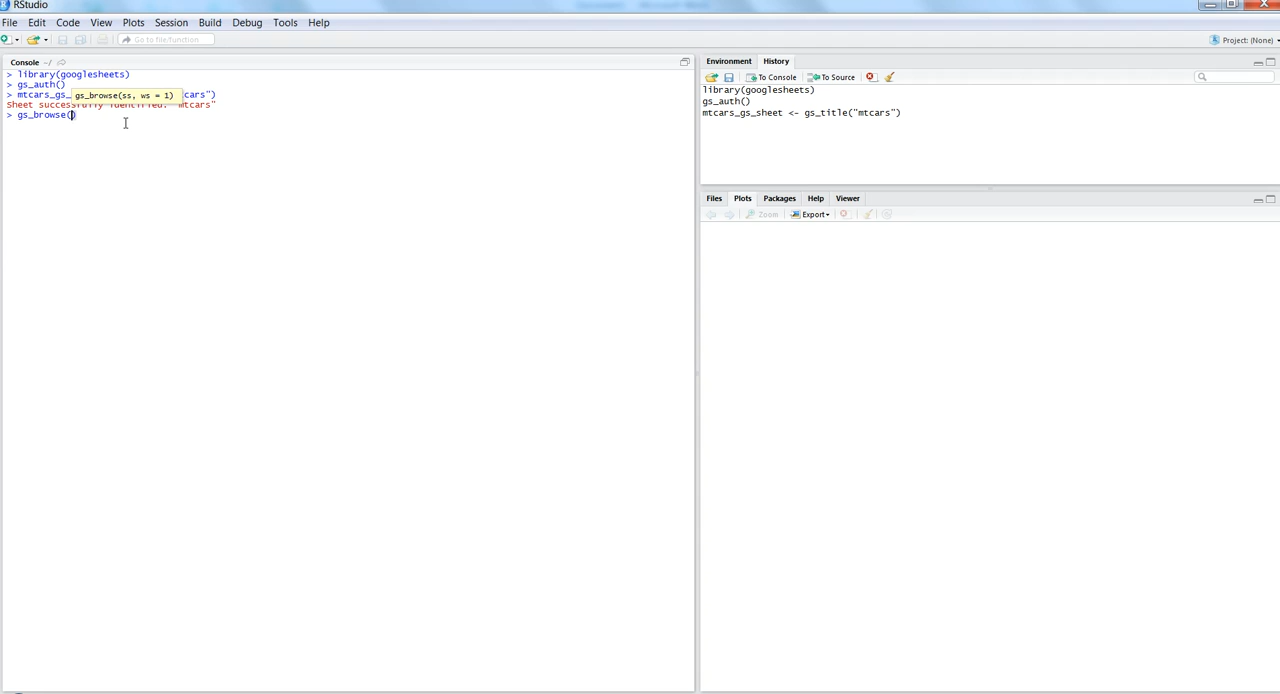 RStudio
File Edit Code View Plots Session Build Debug Tools Help
Go to file/function
Project: (None)
Console ~/
> library(googlesheets)
> gs_auth()
> mtcars_gs_ cars")
gs_browse(ss, ws = 1)
Sheet successfully identified: "mtcars"
> gs_browse()
Environment History
To Console To Source
library(googlesheets)
gs_auth()
mtcars_gs_sheet <- gs_title("mtcars")
Files Plots Packages Help Viewer
Zoom Export